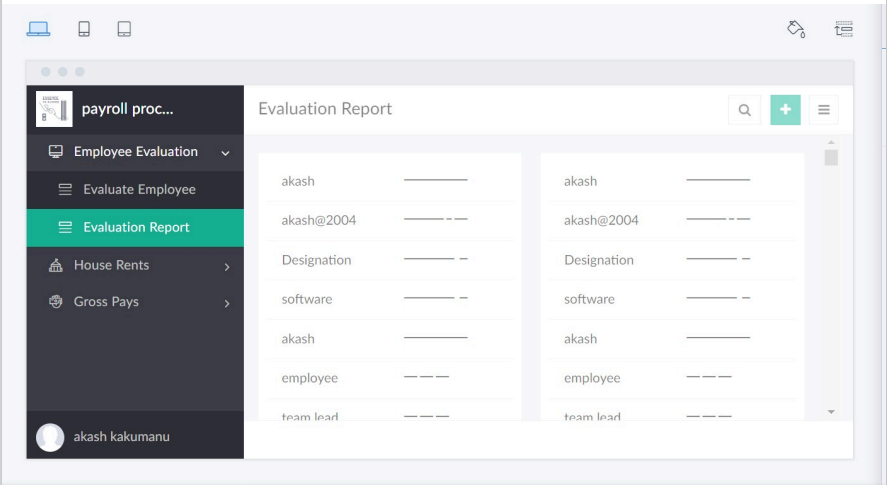 payroll proc...
Evaluation Report
Employee Evaluation
Evaluate Employee
Evaluation Report
House Rents
Gross Pays
akash kakumanu
akash
akash@2004
Designation
software
akash
employee
team lead
akash
akash@2004
Designation
software
akash
employee
team lead